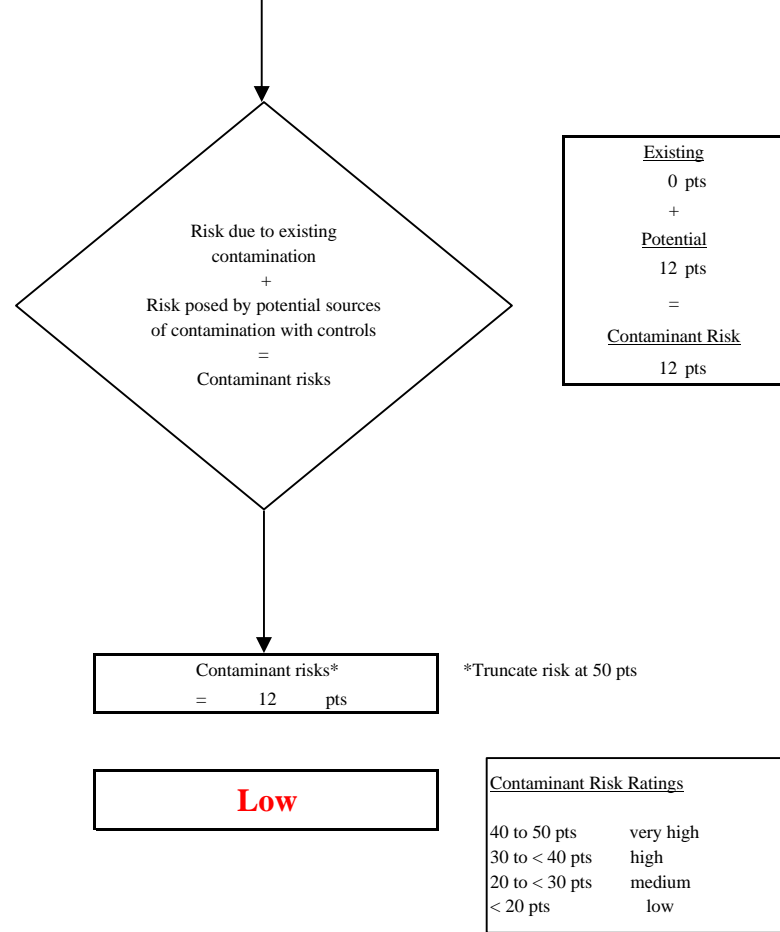 Risk due to existing
contamination
+
Risk posed by potential sources
of contamination with controls
=
Contaminant risks
Existing
0 pts
+
Potential
12 pts
=
Contaminant Risk
12 pts
Contaminant risks*
= 12 pts
*Truncate risk at 50 pts
Low
Contaminant Risk Ratings
40 to 50 pts very high
30 to < 40 pts high
20 to < 30 pts medium
< 20 pts low